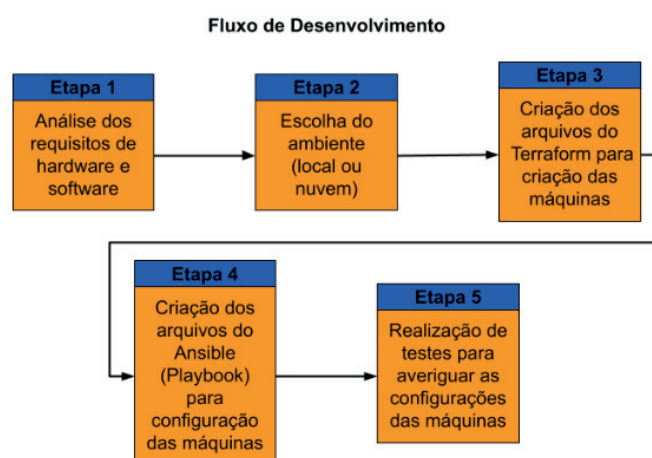 Fluxo de Desenvolvimento
Etapa 1
Análise dos
requisitos de
hardware e
software
Etapa 2
Escolha do
ambiente
(local ou
nuvem)
Etapa 3
Criação dos
arquivos do
Terraform para
criação das
máquinas
Etapa 4
Criação dos
arquivos do
Ansible
(Playbook)
para
configuração
das máquinas
Etapa 5
Realização de
testes para
averiguar as
configurações
das máquinas